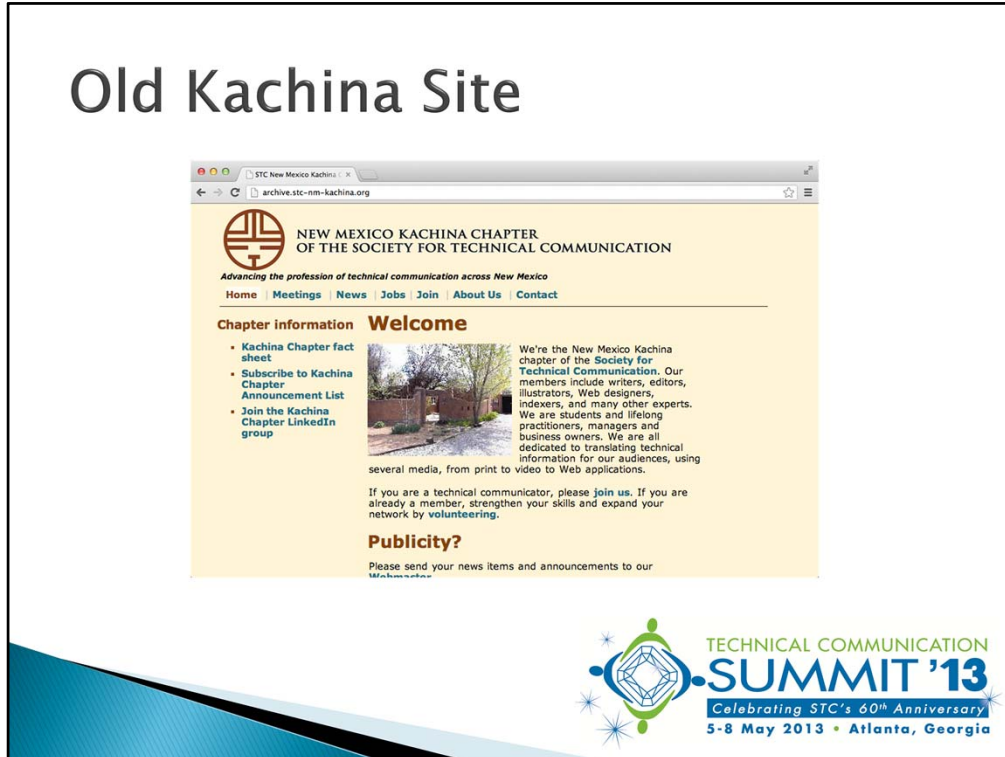 Old Kachina Site
STC New Mexico Kachina C
archive.stc-nm-kachina.org
NEW MEXICO KACHINA CHAPTER
OF THE SOCIETY FOR TECHNICAL COMMUNICATION
Advancing the profession of technical communication across New Mexico
Home | Meetings | News | Jobs | Join | About Us | Contact
Chapter information
• Kachina Chapter fact
sheet
• Subscribe to Kachina
Chapter
Announcement List
• Join the Kachina
Chapter LinkedIn
group
Welcome
We're the New Mexico Kachina
chapter of the Society for
Technical Communication. Our
members include writers, editors,
illustrators, Web designers,
indexers, and many other experts.
We are students and lifelong
practitioners, managers and
business owners. We are all
dedicated to translating technical
information for our audiences, using
several media, from print to video to Web applications.
If you are a technical communicator, please join us. If you are
already a member, strengthen your skills and expand your
network by volunteering.
Publicity?
Please send your news items and announcements to our
Webmaster
TECHNICAL COMMUNICATION
SUMMIT '13
Celebrating STC's 60th Anniversary
5-8 May 2013 • Atlanta, Georgia